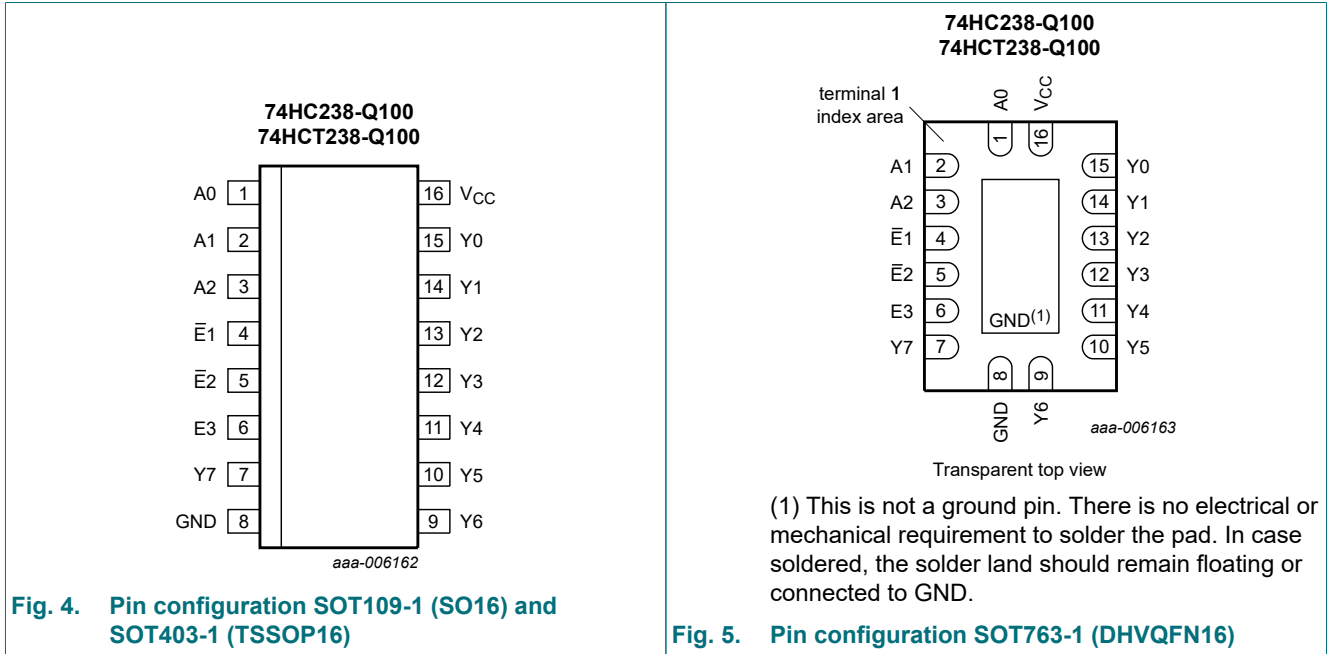 74HC238-Q100
74HCT238-Q100
A0 1 16 VCC
A1 2 15 Y0
A2 3 14 Y1
E̅1 4 13 Y2
E̅2 5 12 Y3
E3 6 11 Y4
Y7 7 10 Y5
GND 8 9 Y6
aaa-006162
Fig. 4. Pin configuration SOT109-1 (SO16) and
SOT403-1 (TSSOP16)
74HC238-Q100
74HCT238-Q100
terminal 1
index area
A0 VCC
1 16
A1 2 15 Y0
A2 3 14 Y1
E̅1 4 13 Y2
E̅2 5 12 Y3
E3 6 11 Y4
GND(1)
Y7 7 10 Y5
8 9
GND Y6
aaa-006163
Transparent top view
(1) This is not a ground pin. There is no electrical or
mechanical requirement to solder the pad. In case
soldered, the solder land should remain floating or
connected to GND.
Fig. 5. Pin configuration SOT763-1 (DHVQFN16)